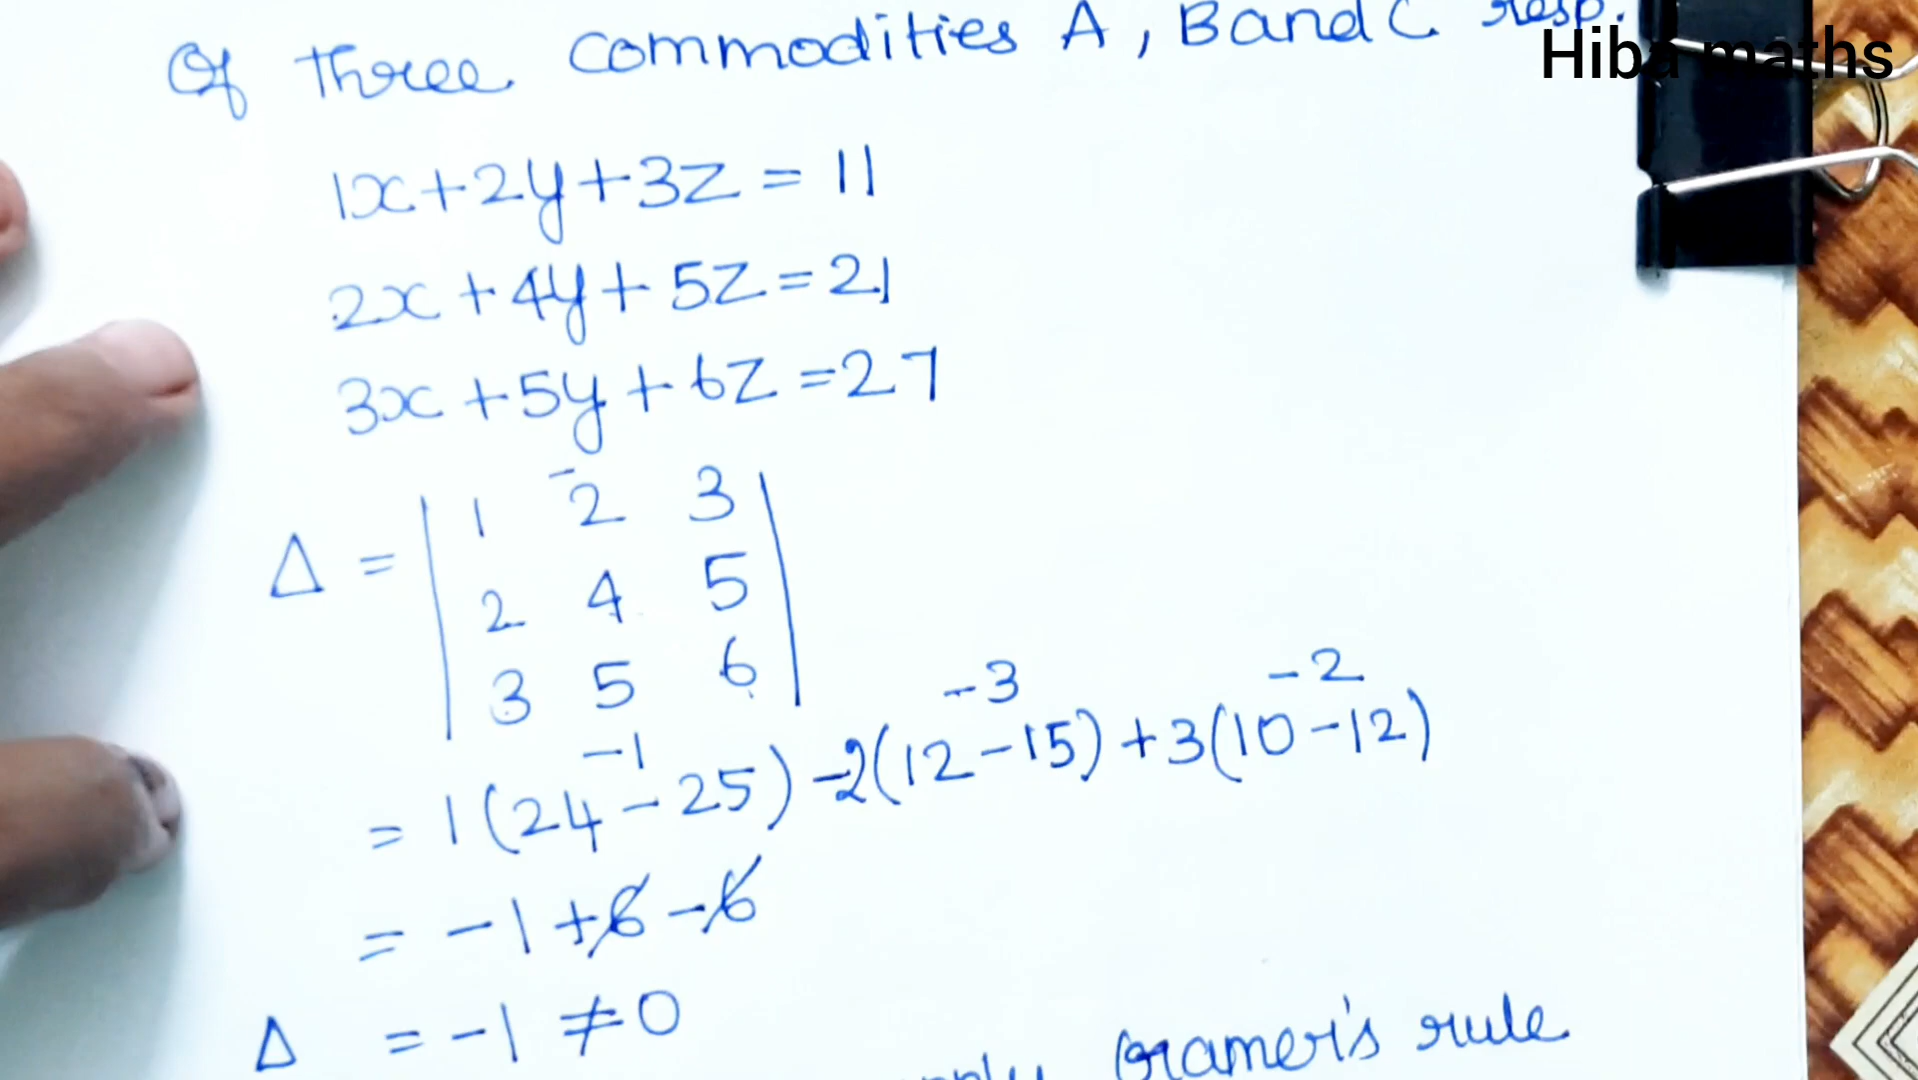 Of three commodities A, B and C resp.
Hiba maths
1x+2y+3z = 11
2x+4y+5z=21
3x+5y+6z=27
Δ = | 1 2 3 |
| 2 4 5 |
| 3 5 6 |
-1 -3 -2
= 1(24-25) -2(12-15) +3(10-12)
= -1+6-6
Δ = -1 ≠ 0
Cramer's rule